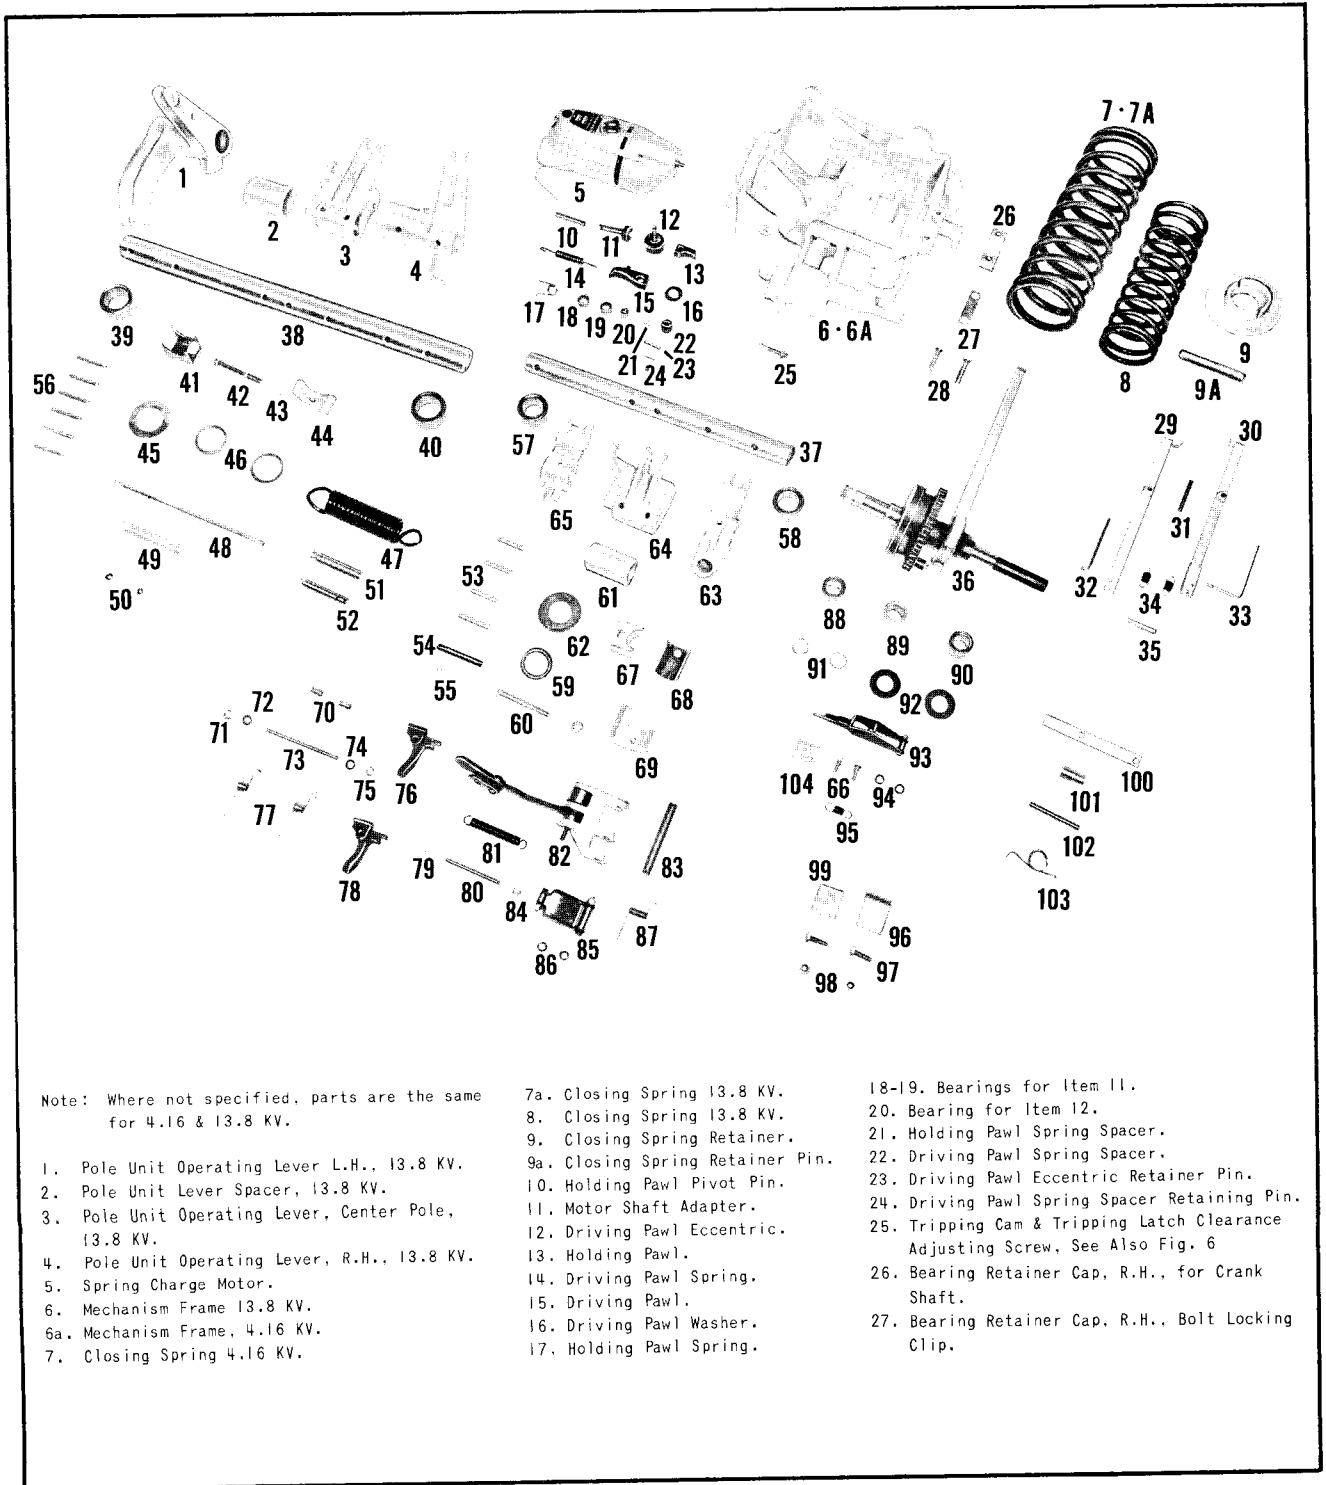 7·7A
1
2
3
4
5
12
26
10
11
13
14
15
16
17
18
19
20
22
21
23
24
6·6A
25
27
28
8
9
9A
39
38
41
42
43
44
40
56
45
46
57
37
29
30
31
47
48
49
50
51
52
65
64
58
53
61
63
36
32
34
33
35
62
88
89
90
54
55
59
67
68
91
92
60
72
70
71
73
74
75
76
69
93
104
66
94
95
100
101
102
77
81
82
83
103
78
79
80
84
85
86
87
99
96
97
98
Note: Where not specified, parts are the same
for 4.16 & 13.8 KV.
1. Pole Unit Operating Lever L.H., 13.8 KV.
2. Pole Unit Lever Spacer, 13.8 KV.
3. Pole Unit Operating Lever, Center Pole,
13.8 KV.
4. Pole Unit Operating Lever, R.H., 13.8 KV.
5. Spring Charge Motor.
6. Mechanism Frame 13.8 KV.
6a. Mechanism Frame, 4.16 KV.
7. Closing Spring 4.16 KV.
7a. Closing Spring 13.8 KV.
8. Closing Spring 13.8 KV.
9. Closing Spring Retainer.
9a. Closing Spring Retainer Pin.
10. Holding Pawl Pivot Pin.
11. Motor Shaft Adapter.
12. Driving Pawl Eccentric.
13. Holding Pawl.
14. Driving Pawl Spring.
15. Driving Pawl.
16. Driving Pawl Washer.
17. Holding Pawl Spring.
18-19. Bearings for Item 11.
20. Bearing for Item 12.
21. Holding Pawl Spring Spacer.
22. Driving Pawl Spring Spacer.
23. Driving Pawl Eccentric Retainer Pin.
24. Driving Pawl Spring Spacer Retaining Pin.
25. Tripping Cam & Tripping Latch Clearance
Adjusting Screw, See Also Fig. 6
26. Bearing Retainer Cap, R.H., for Crank
Shaft.
27. Bearing Retainer Cap, R.H., Bolt Locking
Clip.